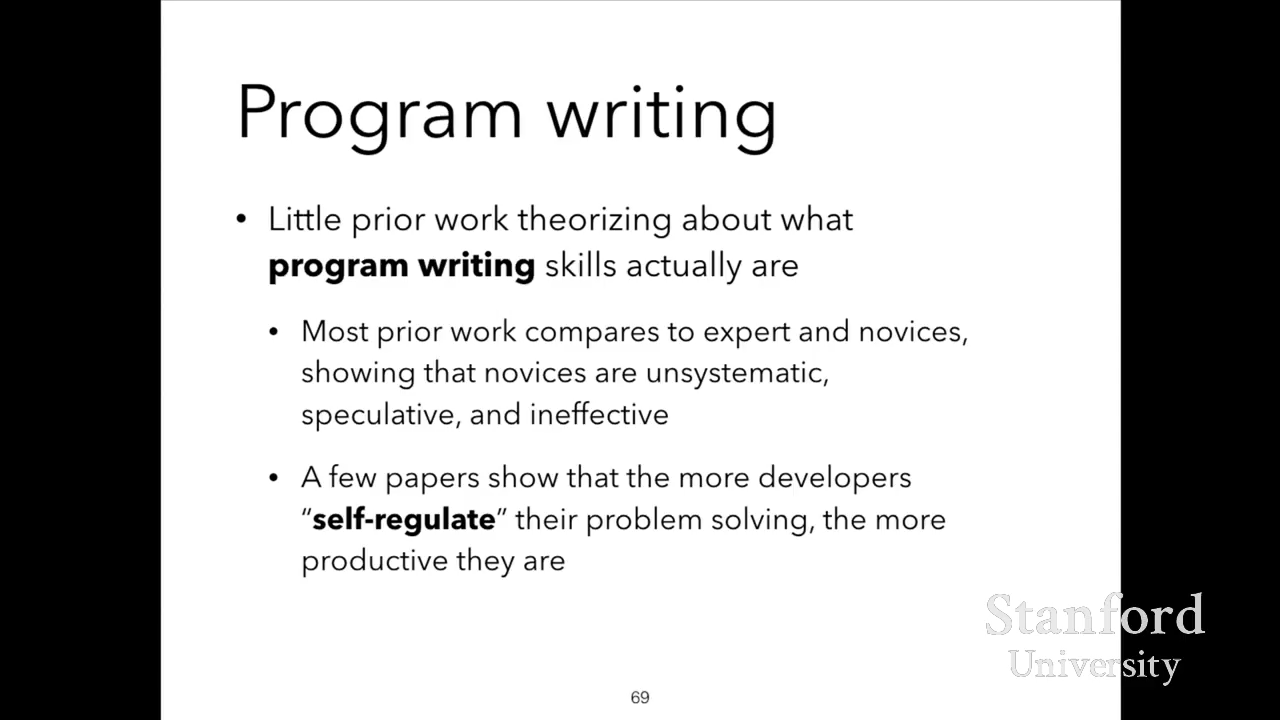 Program writing
• Little prior work theorizing about what
program writing skills actually are
• Most prior work compares to expert and novices,
showing that novices are unsystematic,
speculative, and ineffective
• A few papers show that the more developers
“self-regulate” their problem solving, the more
productive they are
Stanford
University
69